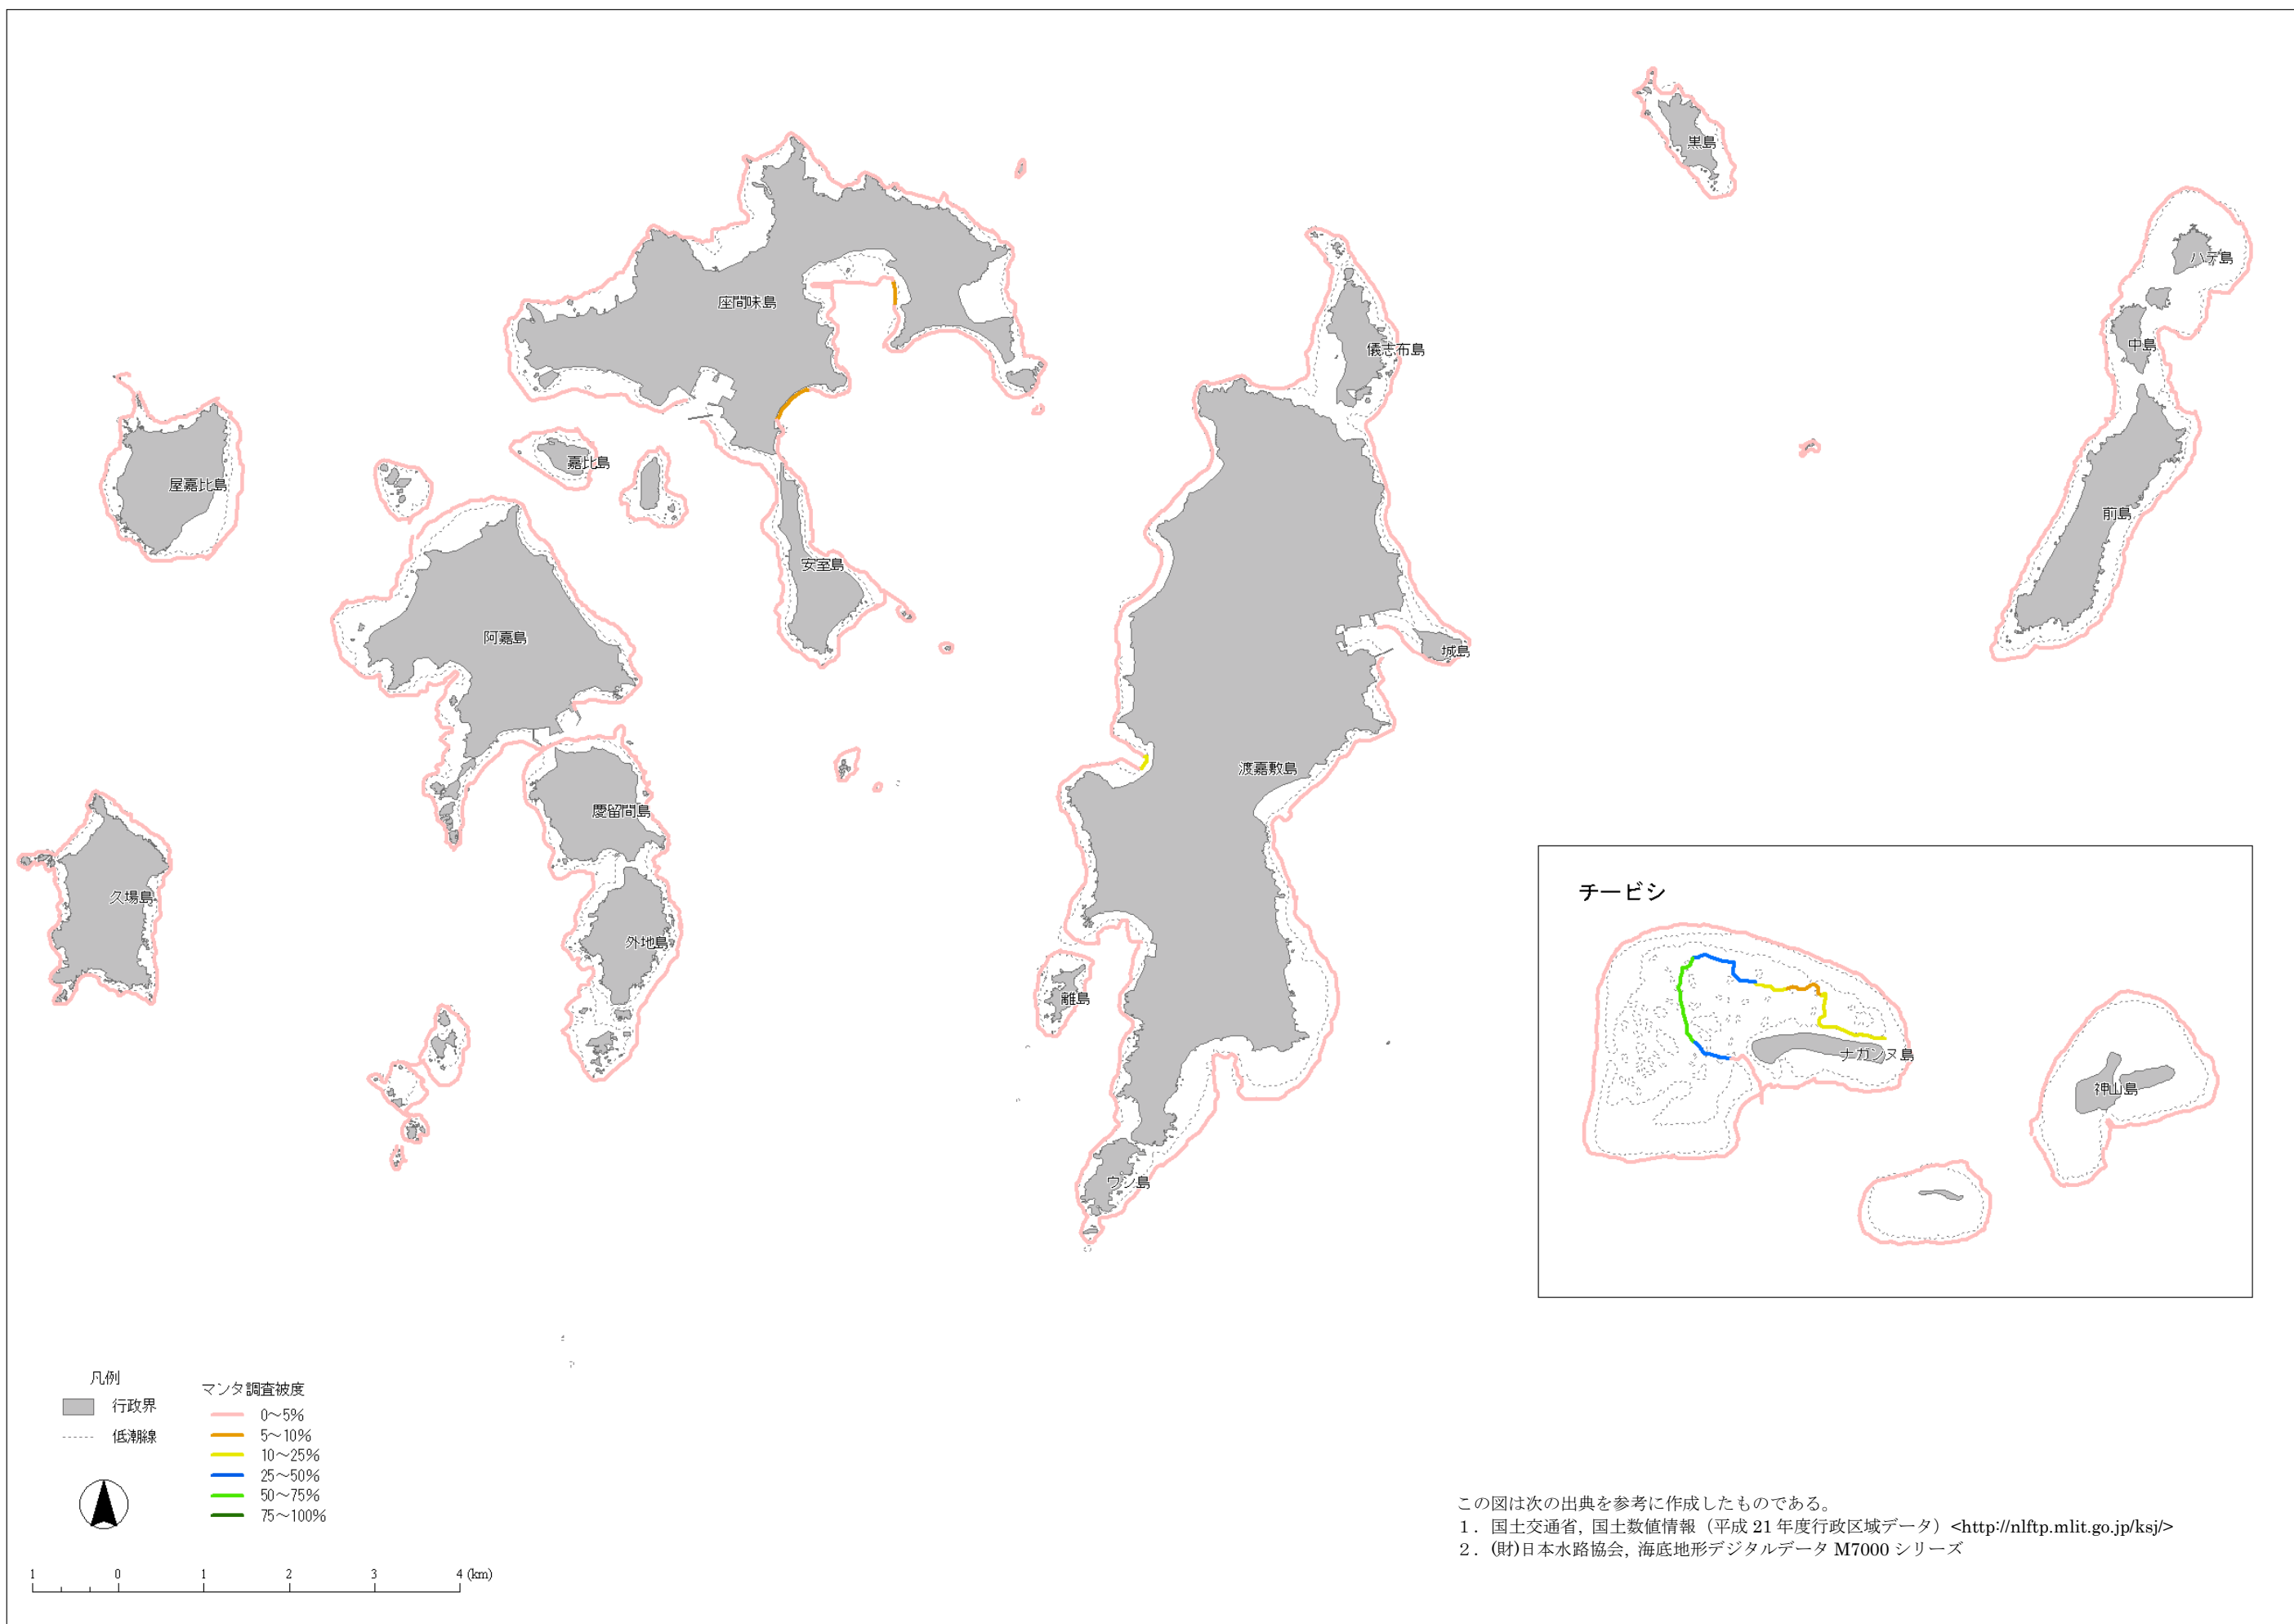 黒島
ハテ島
座間味島
儀志布島
中島
嘉比島
屋嘉比島
前島
安室島
阿嘉島
城島
渡嘉敷島
慶留間島
久場島
外地島
離島
ウン島
チービシ
ナガンヌ島
神山島
凡例
行政界
低潮線
マンタ調査被度
0～5%
5～10%
10～25%
25～50%
50～75%
75～100%
1 0 1 2 3 4 (km)
この図は次の出典を参考に作成したものである。
1. 国土交通省, 国土数値情報（平成 21 年度行政区域データ）<http://nlftp.mlit.go.jp/ksj/>
2. (財)日本水路協会, 海底地形デジタルデータ M7000 シリーズ